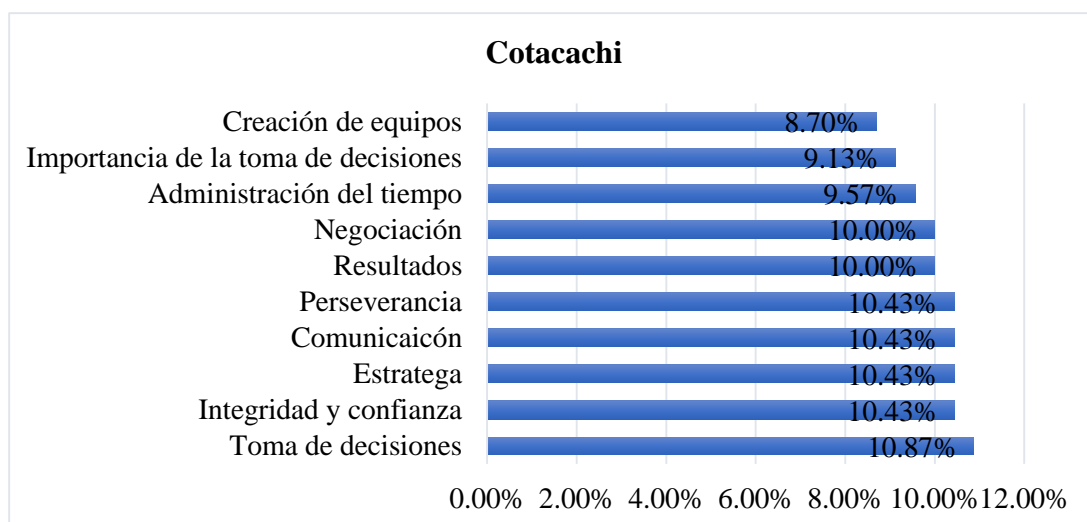 Cotacachi
Creación de equipos 8.70%
Importancia de la toma de decisiones 9.13%
Administración del tiempo 9.57%
Negociación 10.00%
Resultados 10.00%
Perseverancia 10.43%
Comunicaicón 10.43%
Estratega 10.43%
Integridad y confianza 10.43%
Toma de decisiones 10.87%
0.00% 2.00% 4.00% 6.00% 8.00% 10.00% 12.00%